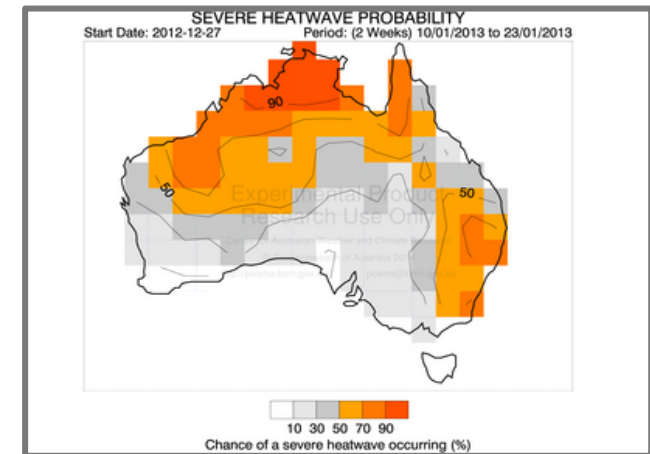 SEVERE HEATWAVE PROBABILITY
Start Date: 2012-12-27 Period: (2 Weeks) 10/01/2013 to 23/01/2013
90
50
50
Experimental Product
Research Use Only
10 30 50 70 90
Chance of a severe heatwave occurring (%)